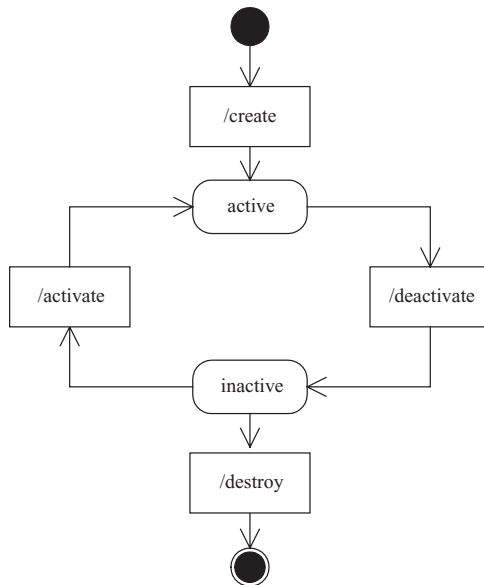 /create
active
/activate
/deactivate
inactive
/destroy